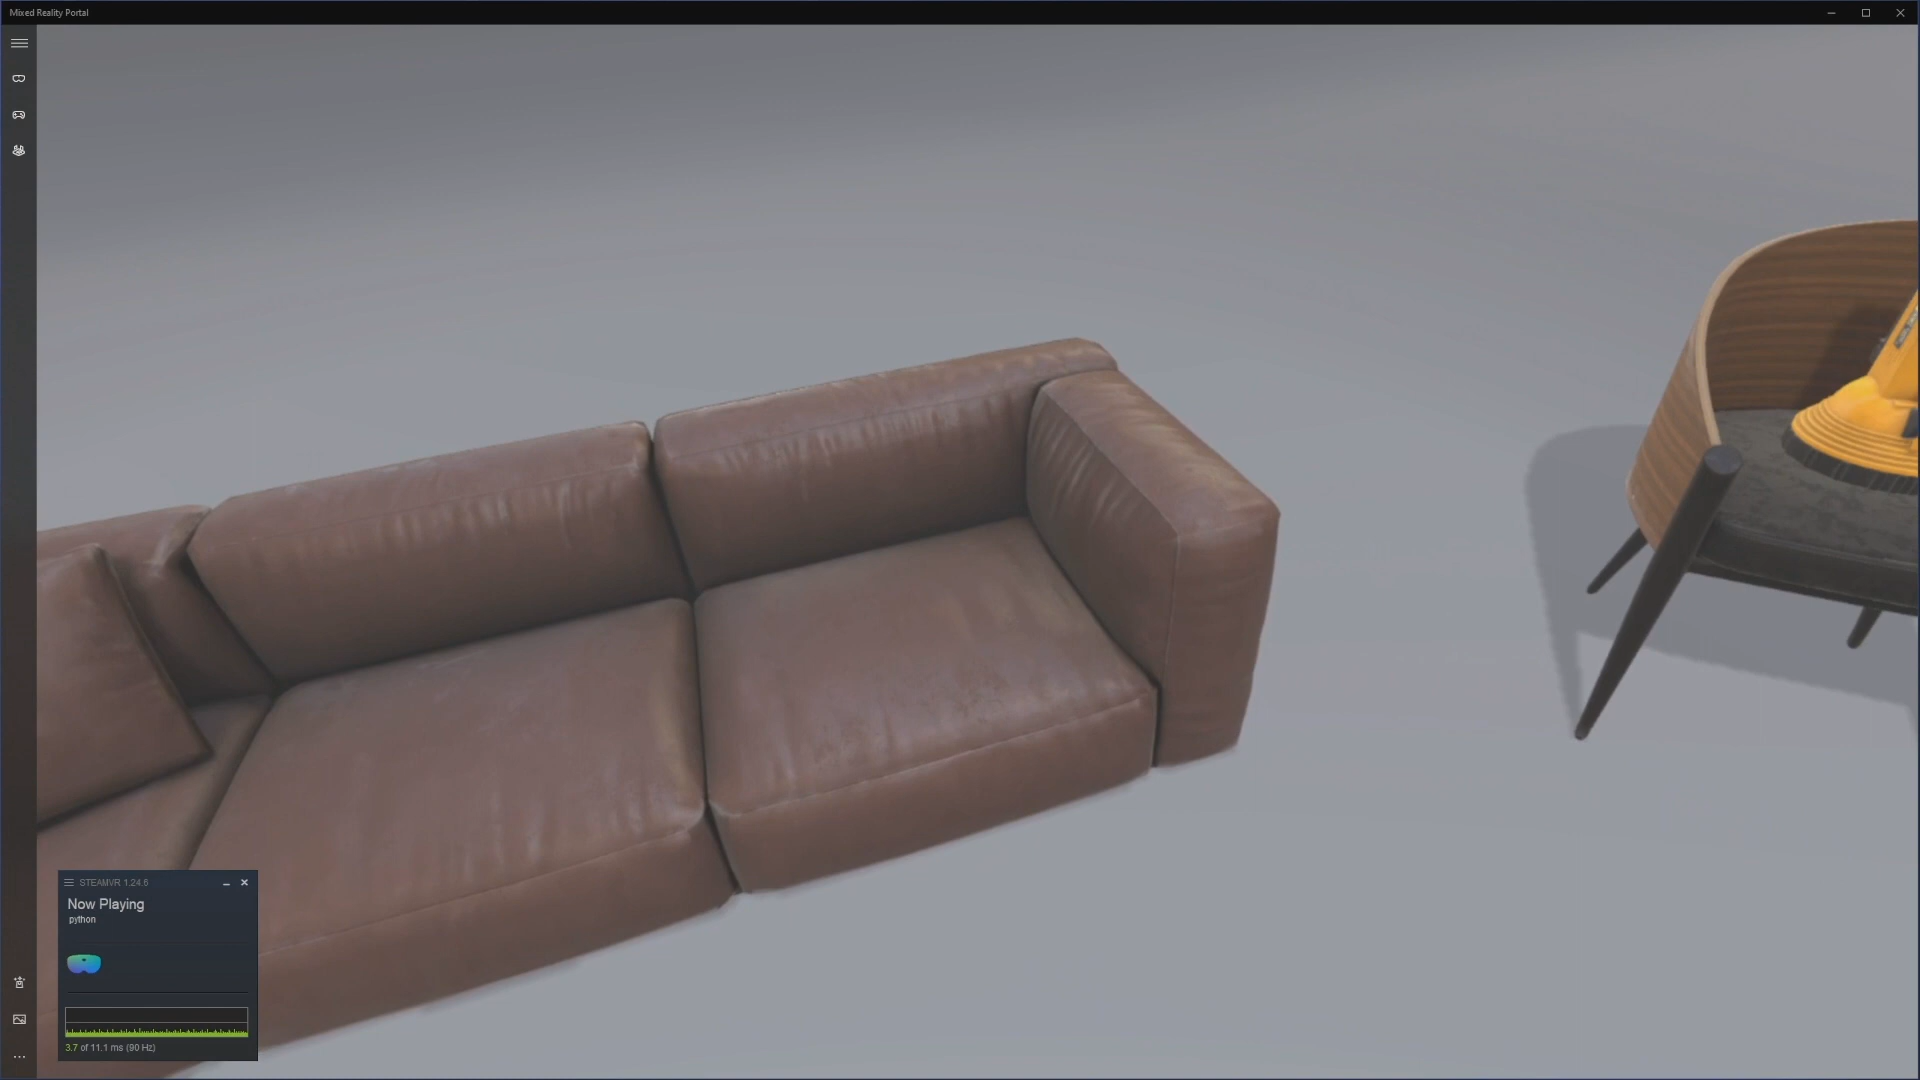 Mixed Reality Portal
STEAMVR 1.24.6
Now Playing
python
3.7 of 11.1 ms (90 Hz)